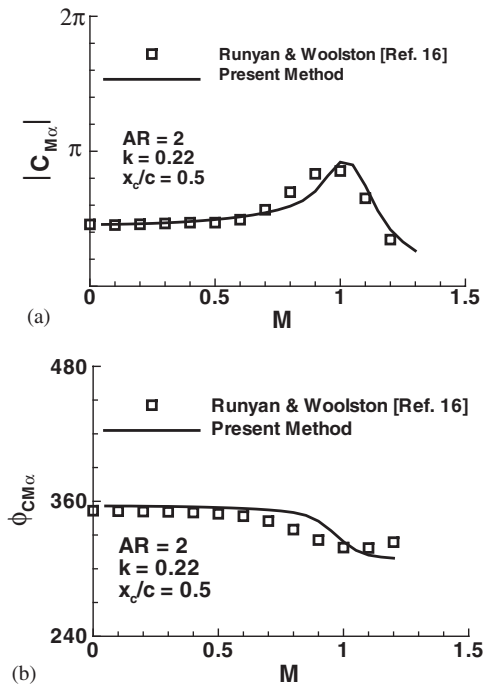 2π
Runyan & Woolston [Ref. 16]
Present Method
|C_Mα|
π
AR = 2
k = 0.22
x_c/c = 0.5
0 0.5 1 1.5
M
(a)
480
Runyan & Woolston [Ref. 16]
Present Method
ϕ_CMα
360
AR = 2
k = 0.22
x_c/c = 0.5
240
0 0.5 1 1.5
M
(b)